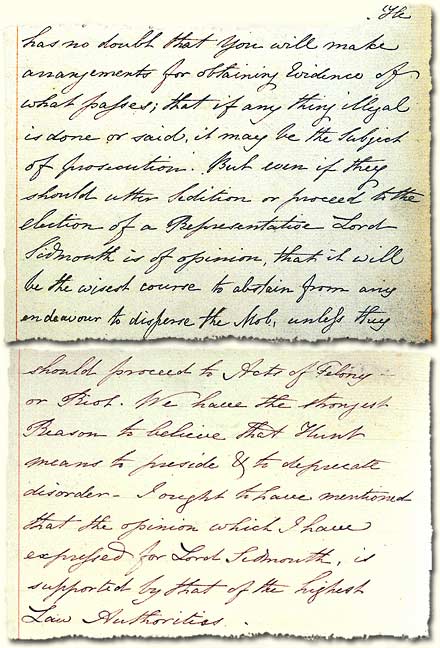 He
has no doubt that You will make
arrangements for obtaining Evidence of
what passes; that if any thing illegal
is done or said, it may be the Subject
of prosecution. But even if they
should utter Sedition or proceed to the
election of a Representative Lord
Sidmouth is of opinion, that it will
be the wisest course to abstain from any
endeavour to disperse the Mob, unless they
should proceed to Acts of Felony
or Riot. We have the strongest
Reason to believe that Hunt
means to preside & to deprecate
disorder – I ought to have mentioned
that the opinion which I have
expressed for Lord Sidmouth, is
supported by that of the highest
Law Authorities.